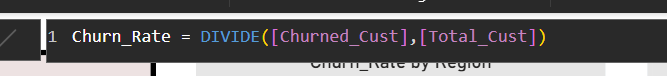 1 Churn_Rate = DIVIDE([Churned_Cust],[Total_Cust])
Churn_Rate by Region